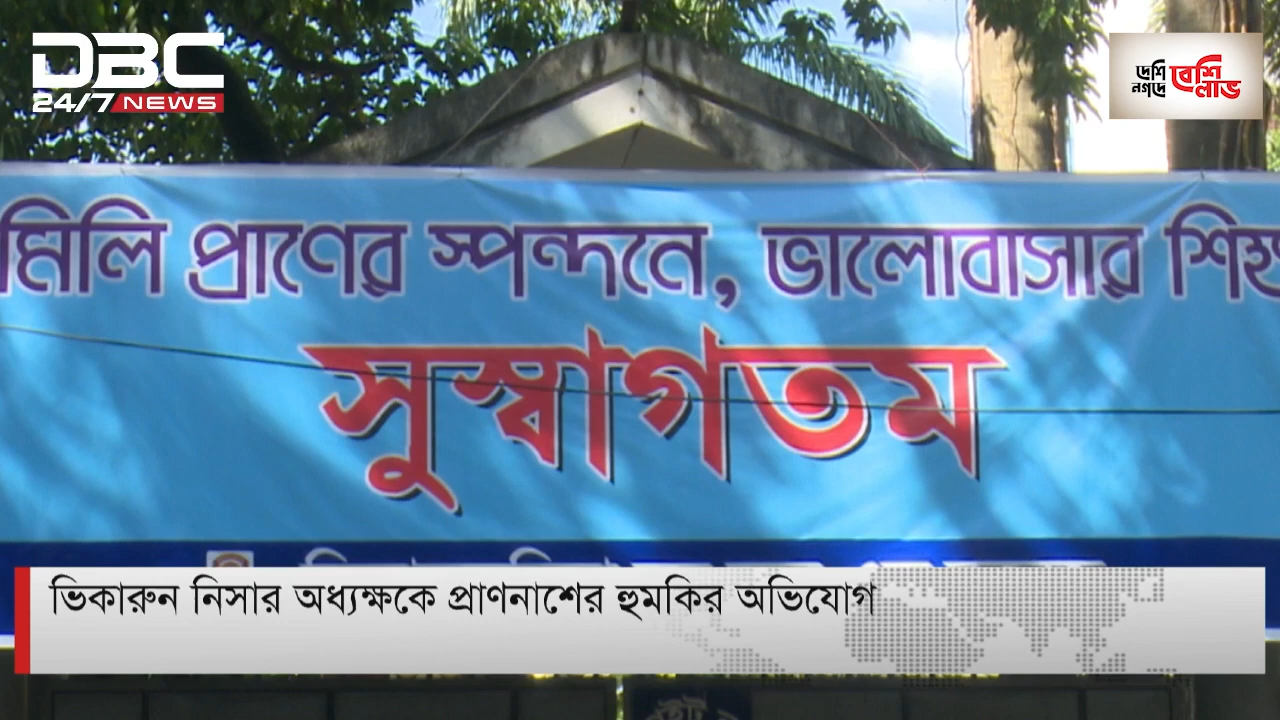 DBC
24/7 NEWS
দেশি বেশি
নগদে লাভ
মিলি প্রাণের স্পন্দনে, ভালোবাসার
সুস্বাগতম
ভিকারুন নিসার অধ্যক্ষকে প্রাণনাশের হুমকির অভিযোগ